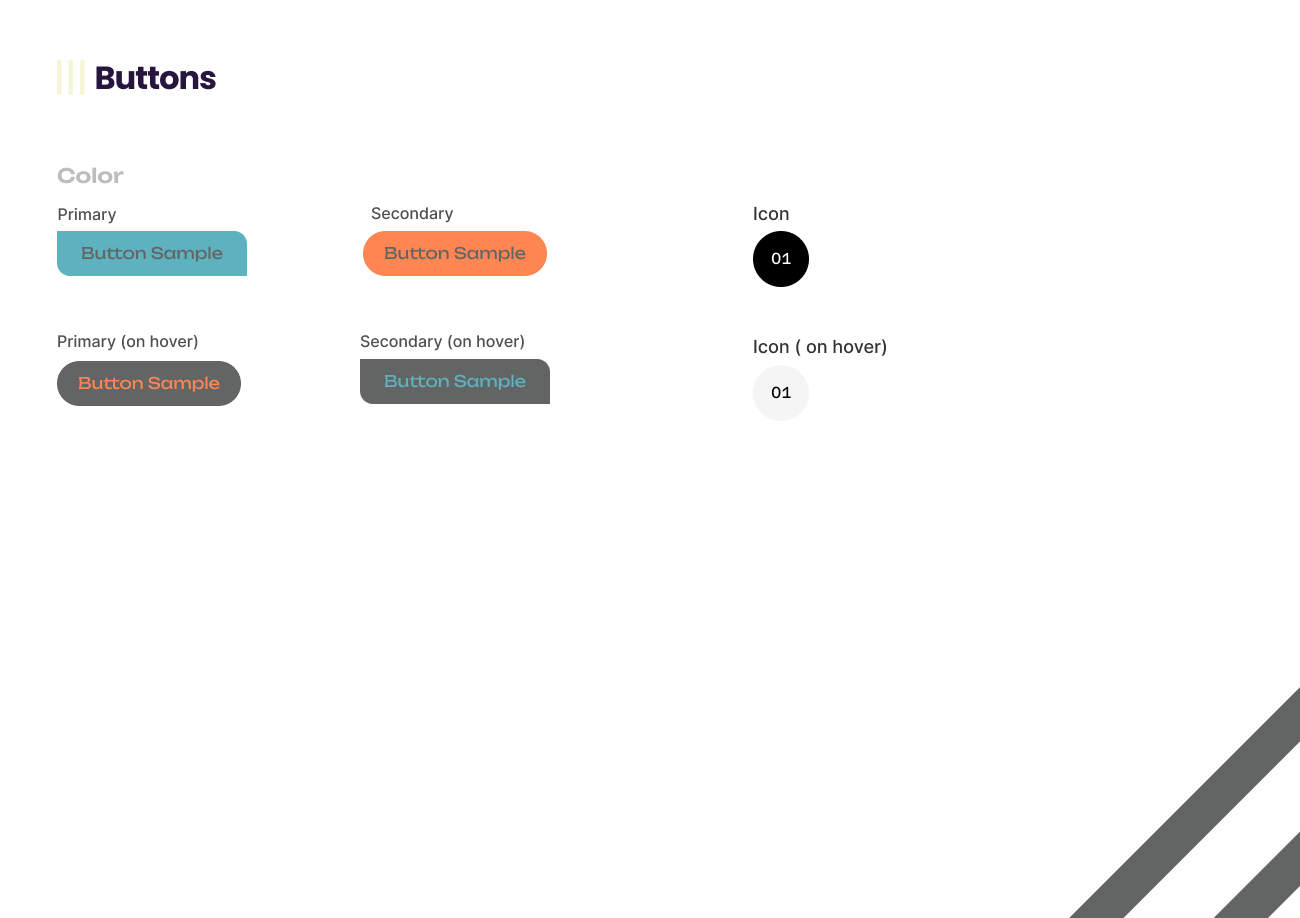 Buttons
Color
Primary
Secondary
Icon
Button Sample
Button Sample
01
Primary (on hover)
Secondary (on hover)
Icon ( on hover)
Button Sample
Button Sample
01